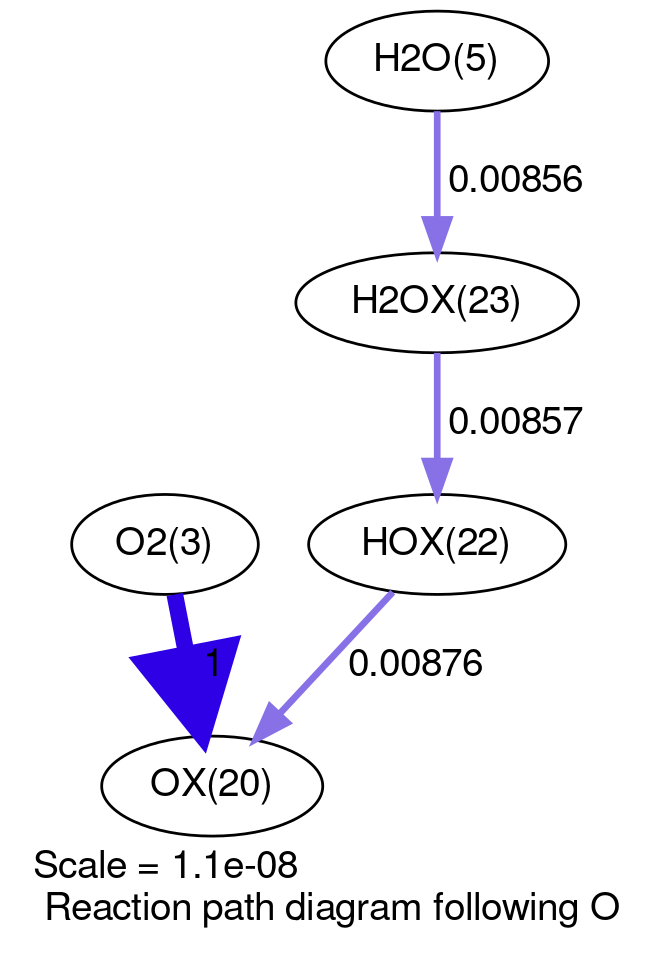 H2O(5)
0.00856
H2OX(23)
0.00857
O2(3)
HOX(22)
1
0.00876
OX(20)
Scale = 1.1e-08
Reaction path diagram following O